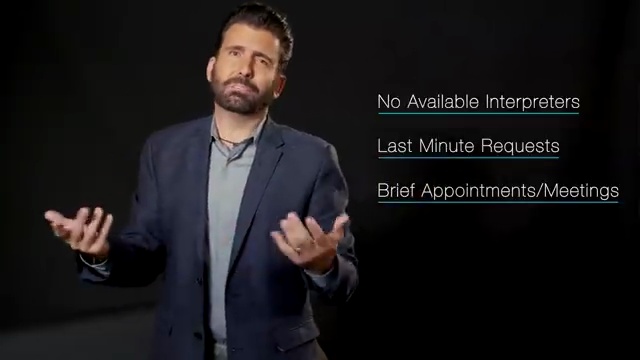 No Available Interpreters
Last Minute Requests
Brief Appointments/Meetings